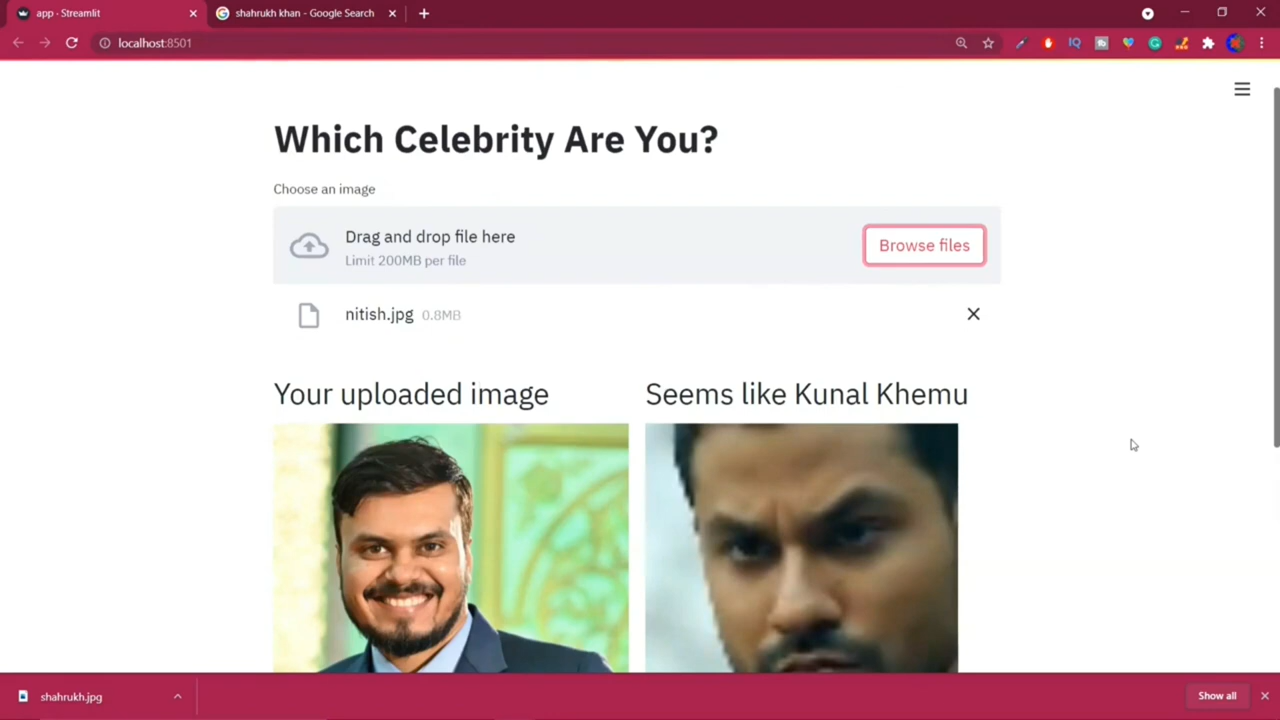 app · Streamlit
shahrukh khan - Google Search
localhost:8501
Which Celebrity Are You?
Choose an image
Drag and drop file here
Limit 200MB per file
Browse files
nitish.jpg 0.8MB
Your uploaded image
Seems like Kunal Khemu
shahrukh.jpg
Show all